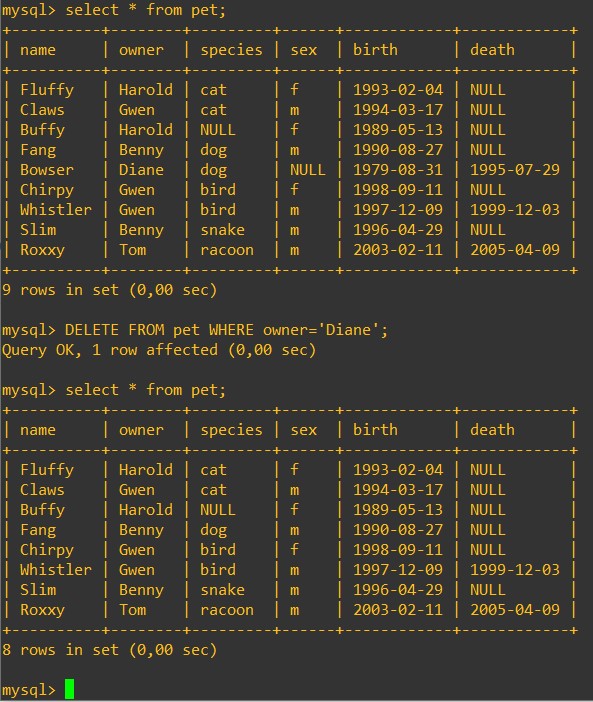 mysql> select * from pet;
+----------+--------+---------+------+------------+------------+
| name     | owner  | species | sex  | birth      | death      |
+----------+--------+---------+------+------------+------------+
| Fluffy   | Harold | cat     | f    | 1993-02-04 | NULL       |
| Claws    | Gwen   | cat     | m    | 1994-03-17 | NULL       |
| Buffy    | Harold | NULL    | f    | 1989-05-13 | NULL       |
| Fang     | Benny  | dog     | m    | 1990-08-27 | NULL       |
| Bowser   | Diane  | dog     | NULL | 1979-08-31 | 1995-07-29 |
| Chirpy   | Gwen   | bird    | f    | 1998-09-11 | NULL       |
| Whistler | Gwen   | bird    | m    | 1997-12-09 | 1999-12-03 |
| Slim     | Benny  | snake   | m    | 1996-04-29 | NULL       |
| Roxxy    | Tom    | racoon  | m    | 2003-02-11 | 2005-04-09 |
+----------+--------+---------+------+------------+------------+
9 rows in set (0,00 sec)

mysql> DELETE FROM pet WHERE owner='Diane';
Query OK, 1 row affected (0,00 sec)

mysql> select * from pet;
+----------+--------+---------+------+------------+------------+
| name     | owner  | species | sex  | birth      | death      |
+----------+--------+---------+------+------------+------------+
| Fluffy   | Harold | cat     | f    | 1993-02-04 | NULL       |
| Claws    | Gwen   | cat     | m    | 1994-03-17 | NULL       |
| Buffy    | Harold | NULL    | f    | 1989-05-13 | NULL       |
| Fang     | Benny  | dog     | m    | 1990-08-27 | NULL       |
| Chirpy   | Gwen   | bird    | f    | 1998-09-11 | NULL       |
| Whistler | Gwen   | bird    | m    | 1997-12-09 | 1999-12-03 |
| Slim     | Benny  | snake   | m    | 1996-04-29 | NULL       |
| Roxxy    | Tom    | racoon  | m    | 2003-02-11 | 2005-04-09 |
+----------+--------+---------+------+------------+------------+
8 rows in set (0,00 sec)

mysql>